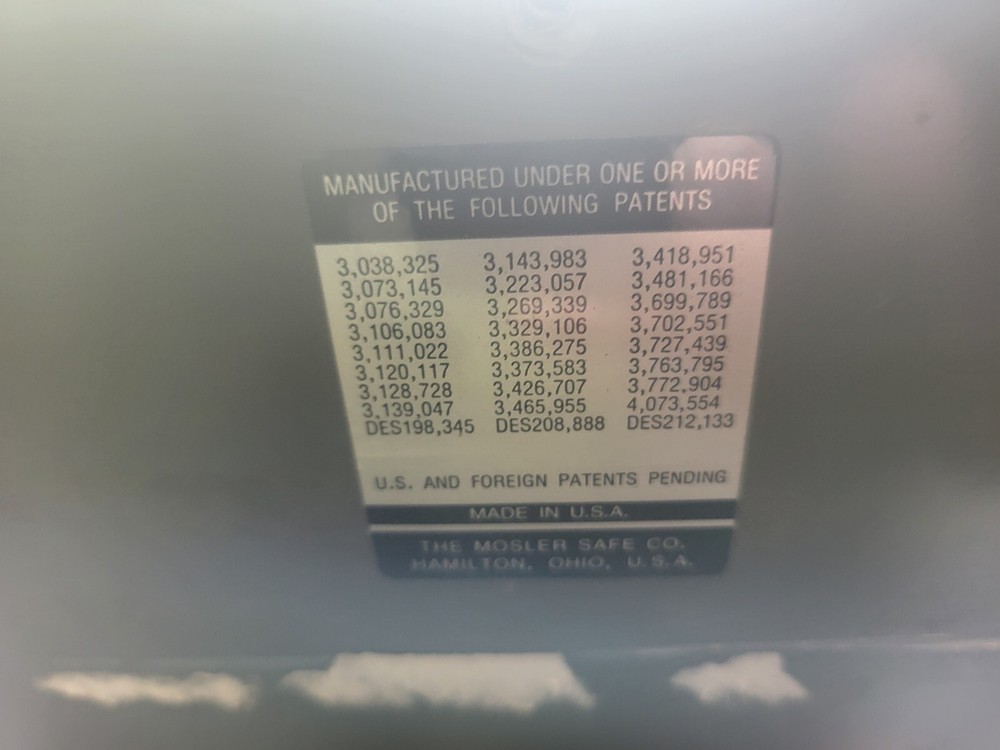 MANUFACTURED UNDER ONE OR MORE
OF THE FOLLOWING PATENTS
3,038,325 3,143,983 3,418,951
3,073,145 3,223,057 3,481,166
3,076,329 3,269,339 3,699,789
3,106,083 3,329,106 3,702,551
3,111,022 3,386,275 3,727,439
3,120,117 3,373,583 3,763,795
3,128,728 3,426,707 3,772,904
3,139,047 3,465,955 4,073,554
DES198,345 DES208,888 DES212,133
U.S. AND FOREIGN PATENTS PENDING
MADE IN U.S.A.
THE MOSLER SAFE CO.
HAMILTON, OHIO, U.S.A.